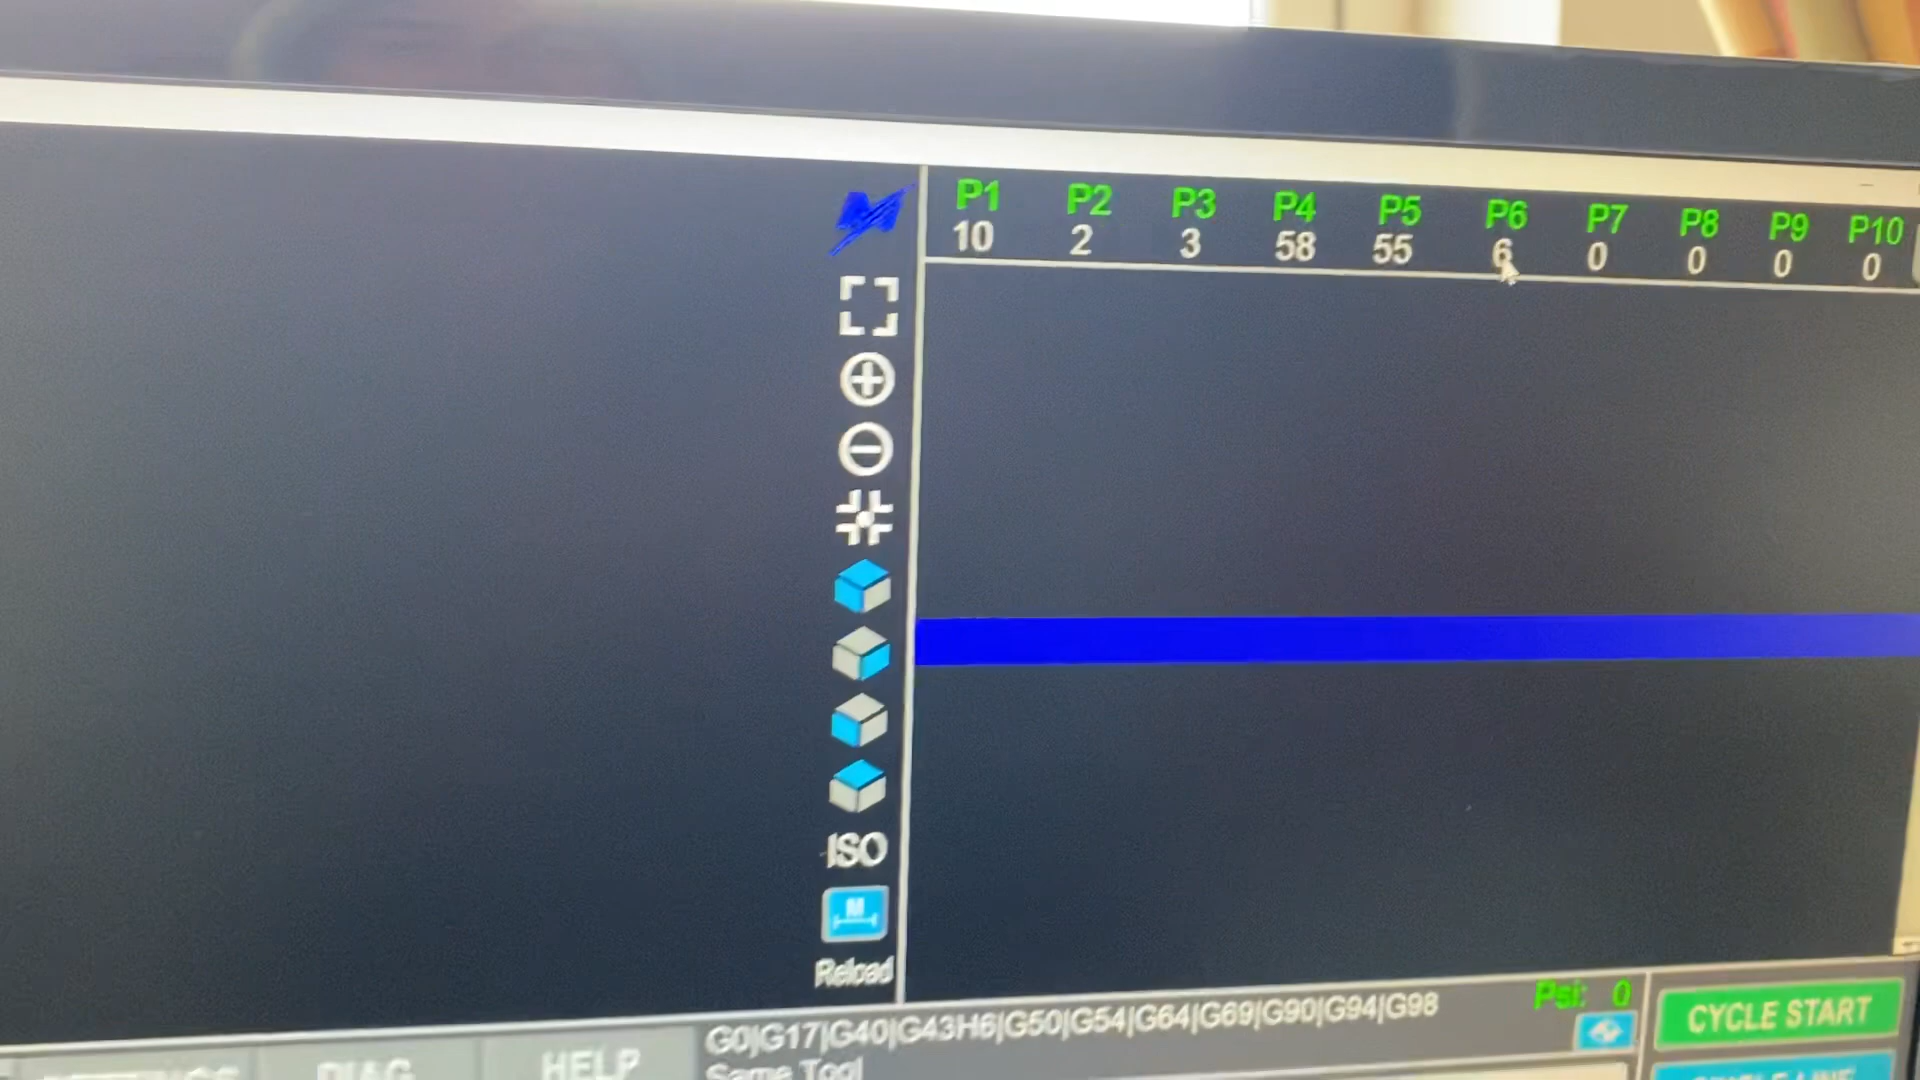 P1 P2 P3 P4 P5 P6 P7 P8 P9 P10
10 2 3 58 55 6 0 0 0 0
ISO
M
Reload
Psi: 0
CYCLE START
G0|G17|G40|G43H6|G50|G54|G64|G69|G90|G94|G98
DIAG
HELP
Same Tool